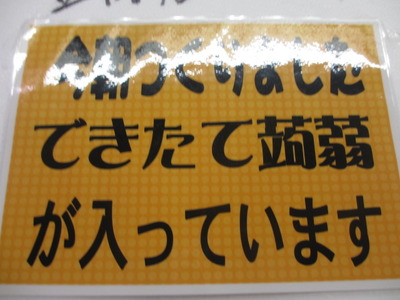 今朝つくりました
できたて蒟蒻
が入っています